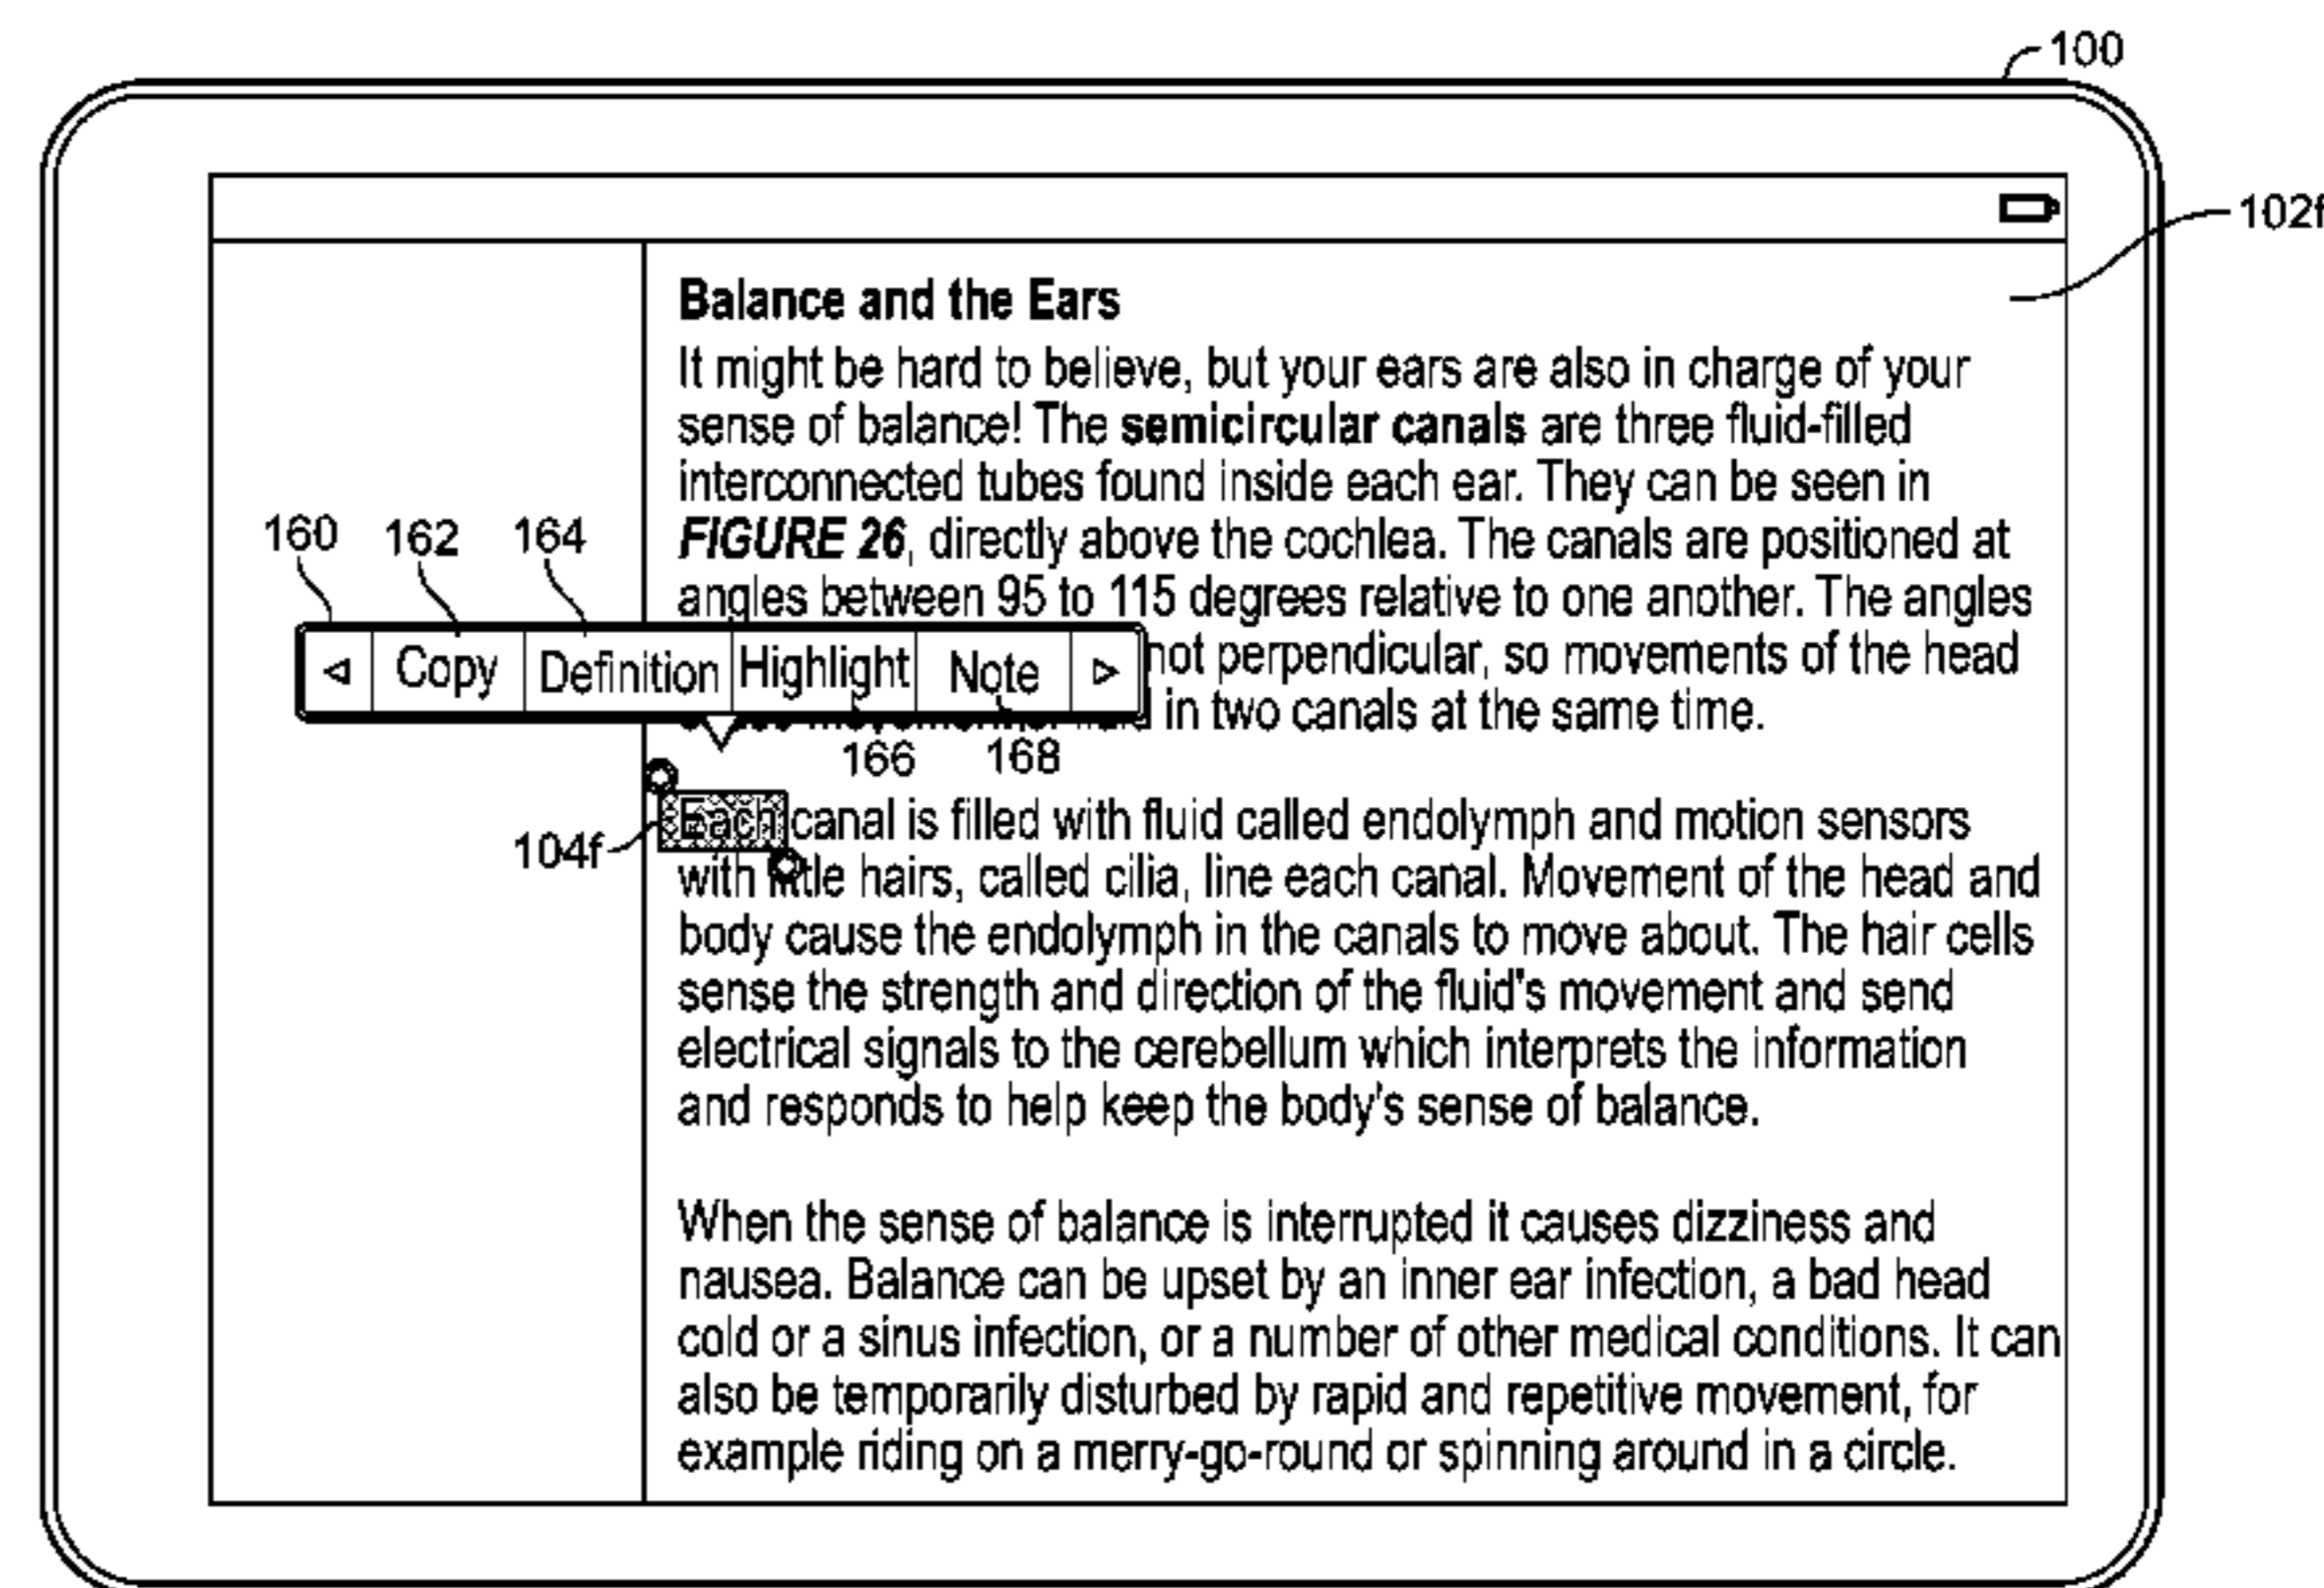 100
102f
Balance and the Ears
It might be hard to believe, but your ears are also in charge of your
sense of balance! The semicircular canals are three fluid-filled
interconnected tubes found inside each ear. They can be seen in
FIGURE 26, directly above the cochlea. The canals are positioned at
angles between 95 to 115 degrees relative to one another. The angles
not perpendicular, so movements of the head
in two canals at the same time.
160 162 164
Copy Definition Highlight Note
166 168
104f
Each canal is filled with fluid called endolymph and motion sensors
with little hairs, called cilia, line each canal. Movement of the head and
body cause the endolymph in the canals to move about. The hair cells
sense the strength and direction of the fluid's movement and send
electrical signals to the cerebellum which interprets the information
and responds to help keep the body's sense of balance.
When the sense of balance is interrupted it causes dizziness and
nausea. Balance can be upset by an inner ear infection, a bad head
cold or a sinus infection, or a number of other medical conditions. It can
also be temporarily disturbed by rapid and repetitive movement, for
example riding on a merry-go-round or spinning around in a circle.